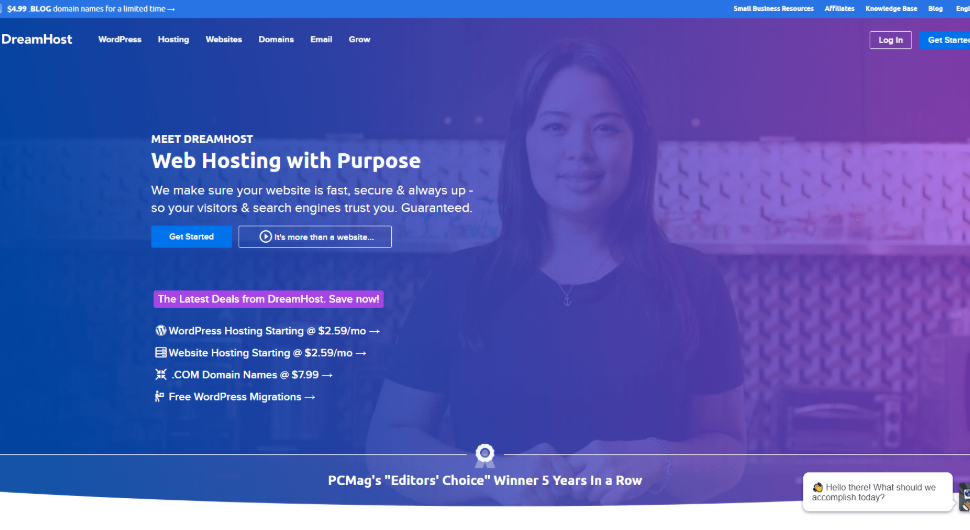 $4.99 .BLOG domain names for a limited time →
Small Business Resources Affiliates Knowledge Base Blog
DreamHost WordPress Hosting Websites Domains Email Grow Log In Get Started
MEET DREAMHOST
Web Hosting with Purpose
We make sure your website is fast, secure & always up -
so your visitors & search engines trust you. Guaranteed.
Get Started It's more than a website...
The Latest Deals from DreamHost. Save now!
WordPress Hosting Starting @ $2.59/mo →
Website Hosting Starting @ $2.59/mo →
.COM Domain Names @ $7.99 →
Free WordPress Migrations →
PCMag's "Editors' Choice" Winner 5 Years In a Row
Hello there! What should we
accomplish today?